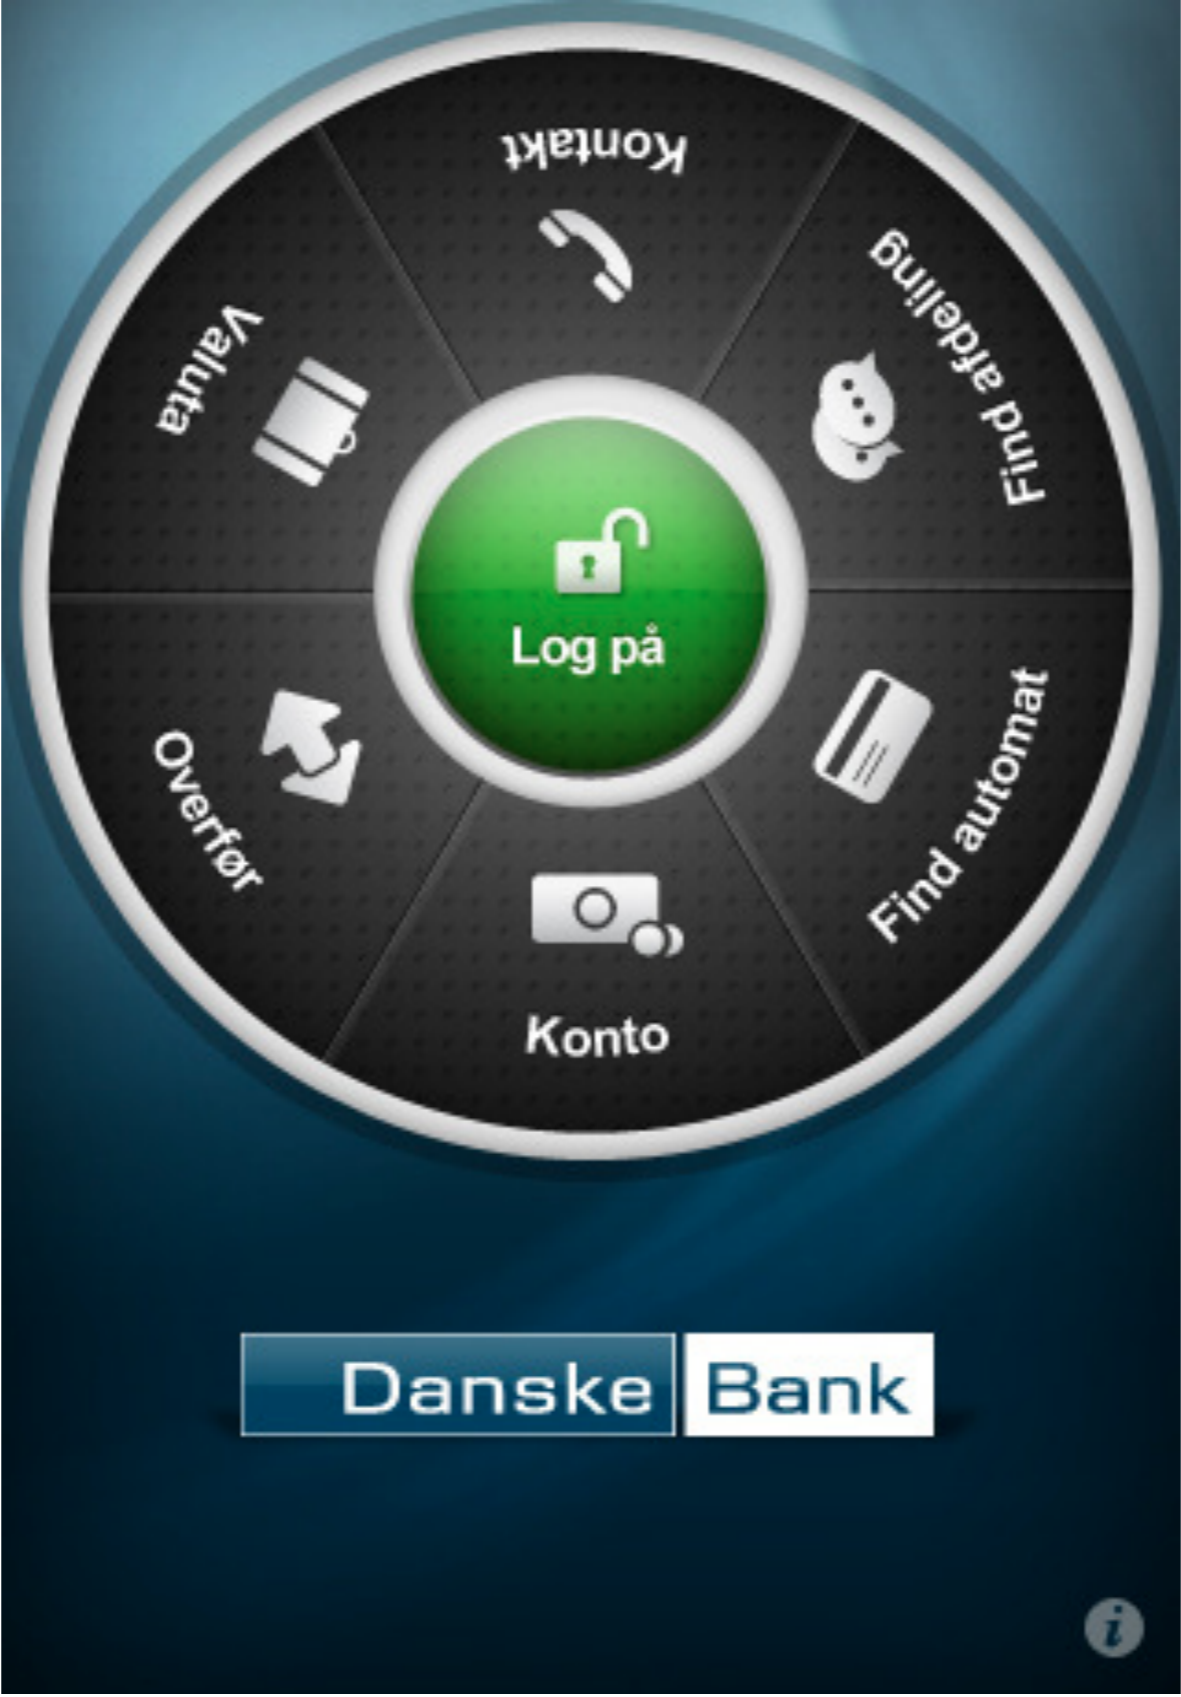 Kontakt
Find afdeling
Find automat
Konto
Overfør
Valuta
Log på
Danske Bank
i